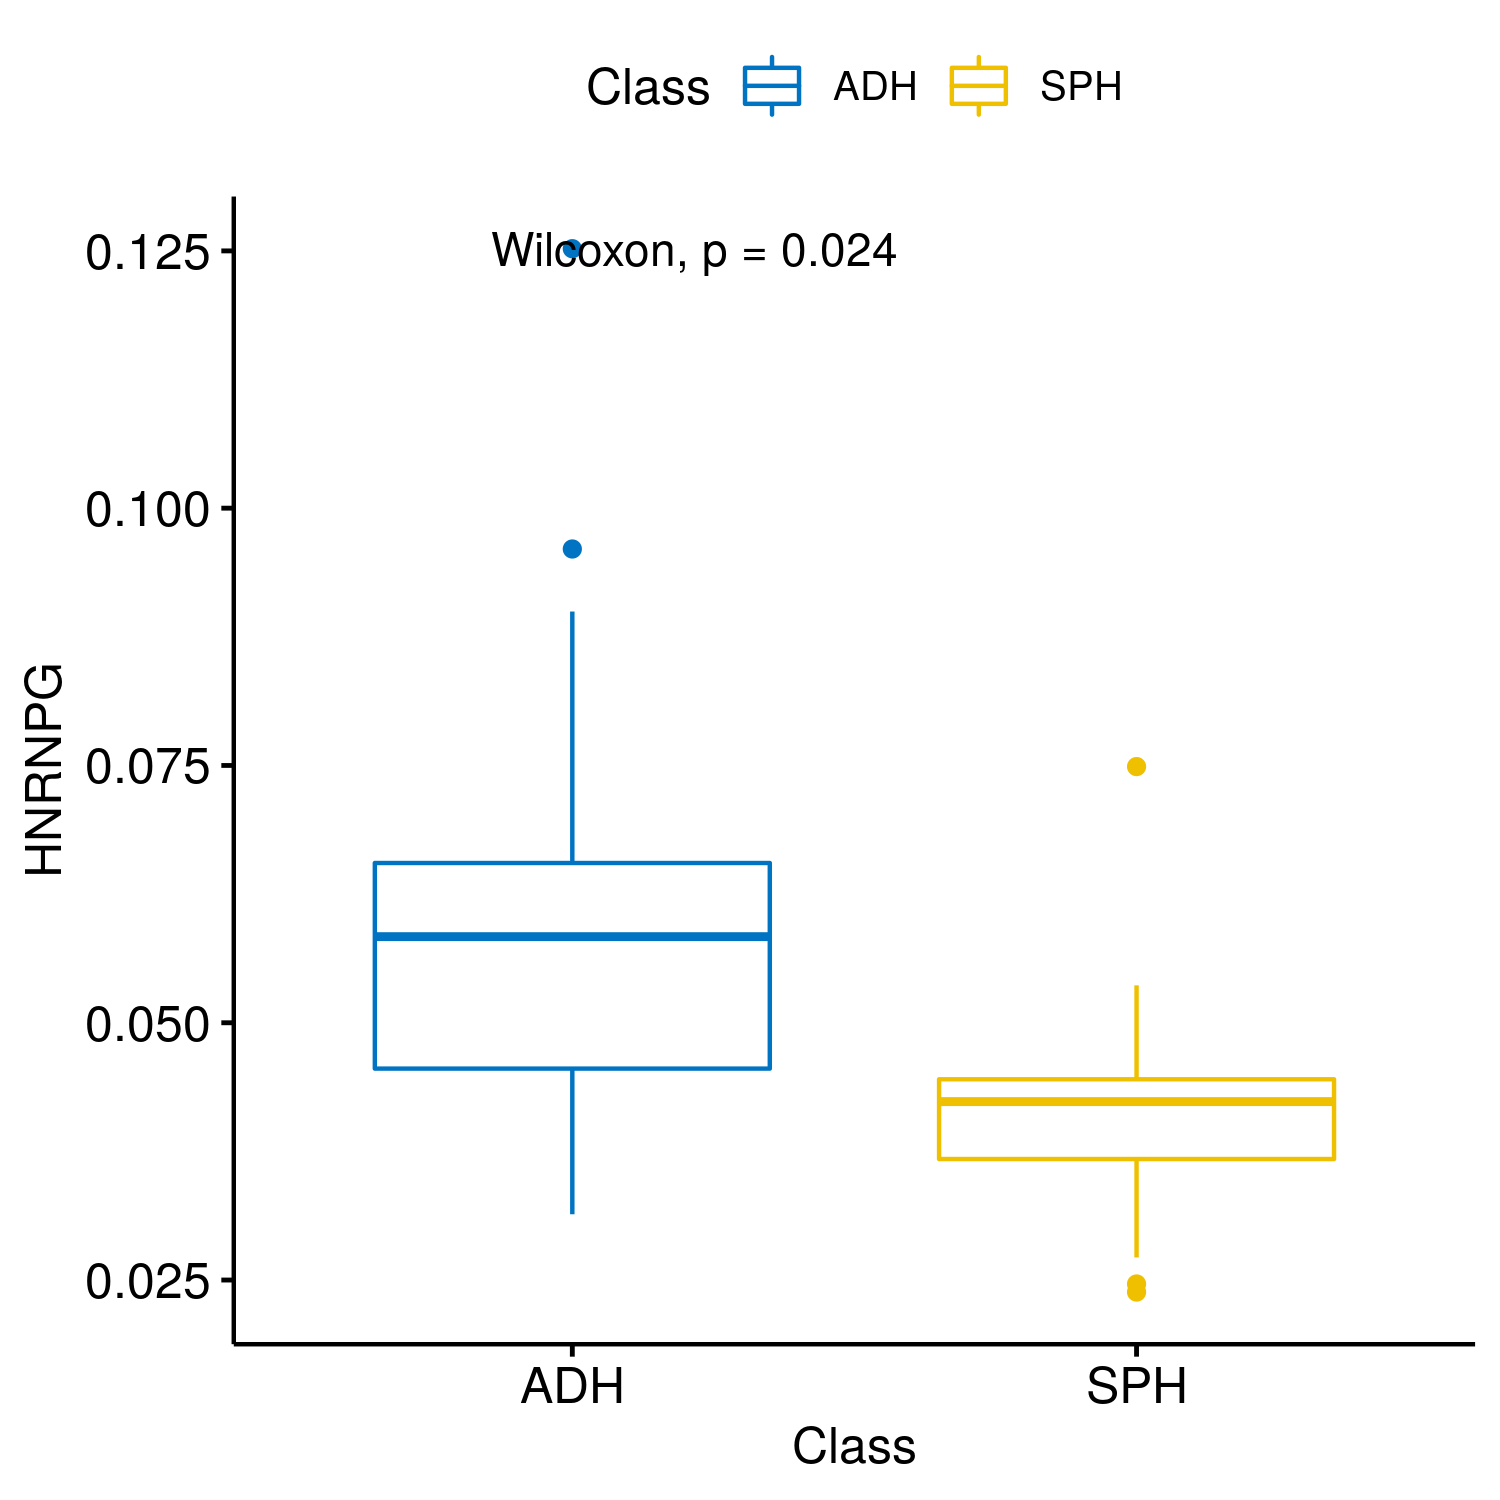 Class ADH SPH
Wilcoxon, p = 0.024
0.125
0.100
0.075
0.050
0.025
HNRNPG
ADH SPH
Class